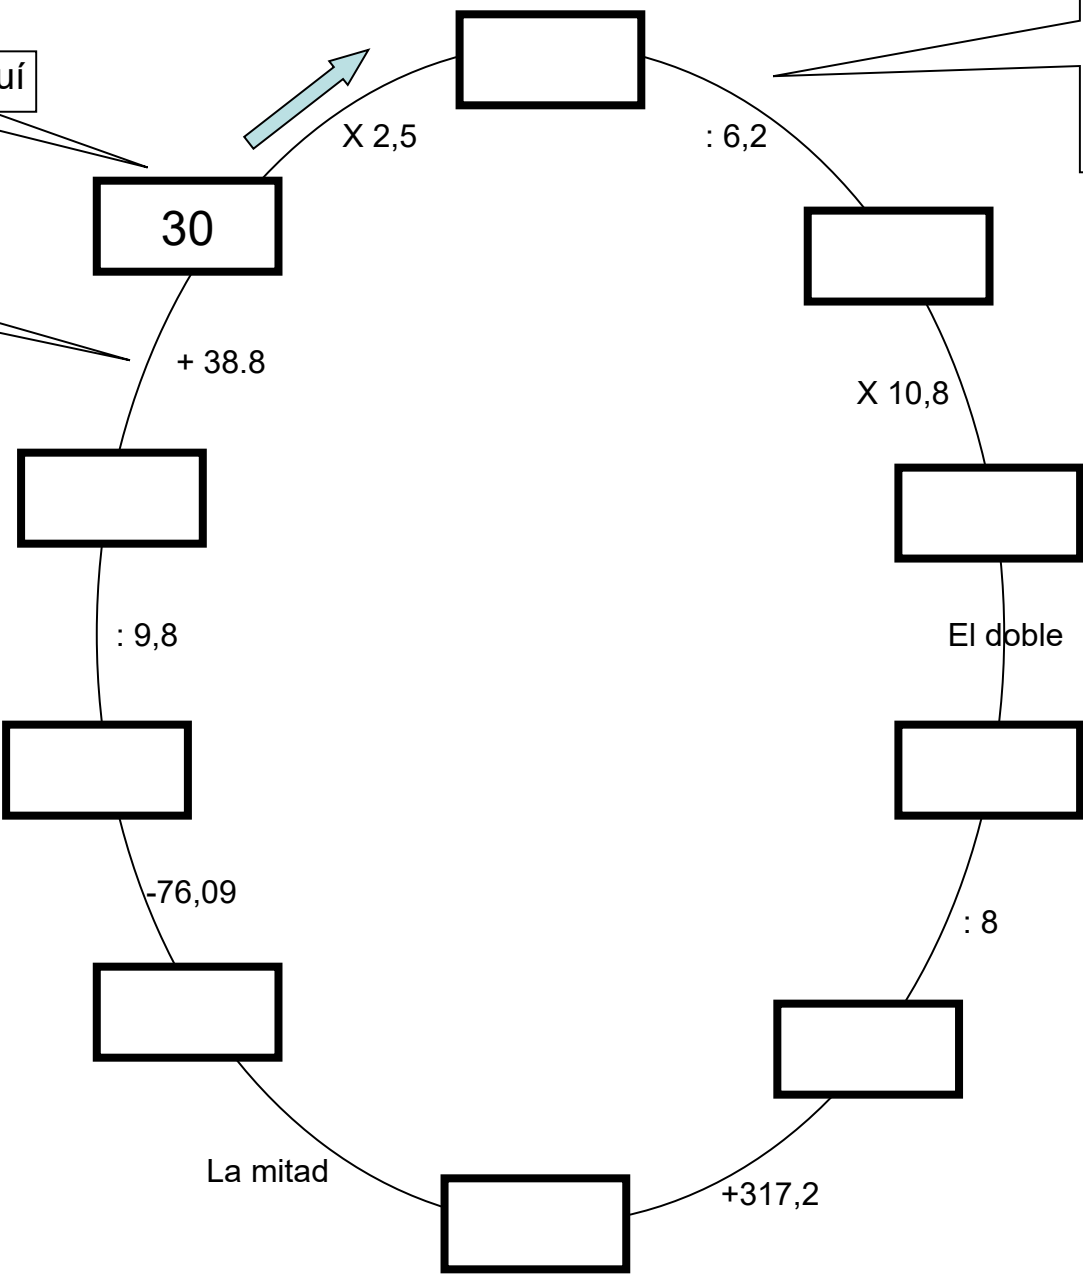 uí
X 2,5
: 6,2
30
+ 38.8
X 10,8
: 9,8
El doble
-76,09
: 8
La mitad
+317,2